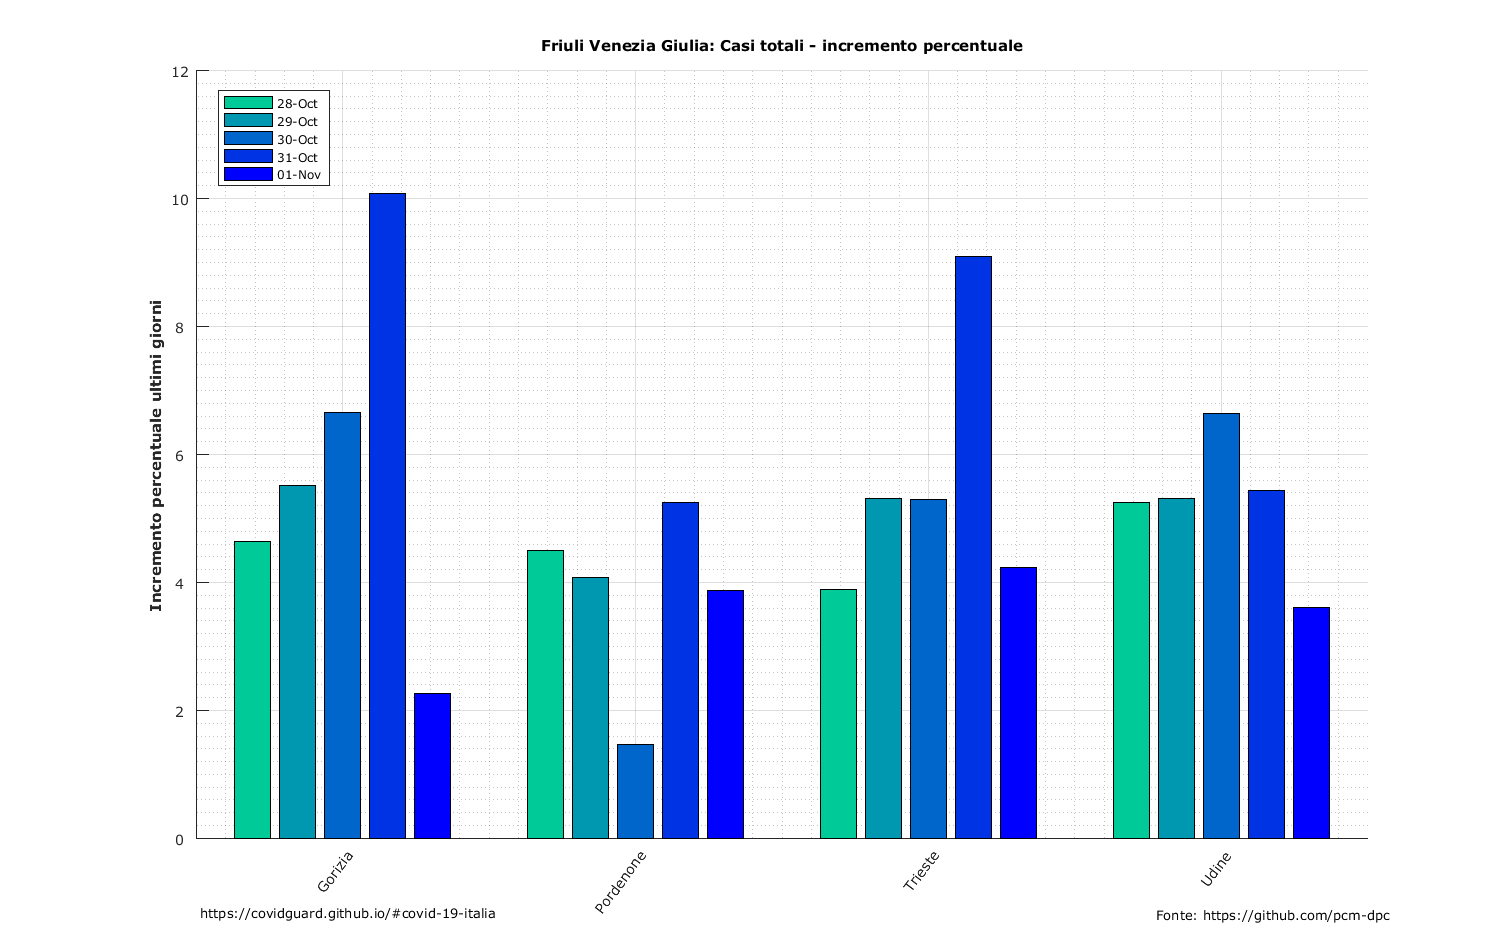 Friuli Venezia Giulia: Casi totali - incremento percentuale
12
10
8
6
4
2
0
28-Oct
29-Oct
30-Oct
31-Oct
01-Nov
Incremento percentuale ultimi giorni
Gorizia
Pordenone
Trieste
Udine
https://covidguard.github.io/#covid-19-italia
Fonte: https://github.com/pcm-dpc